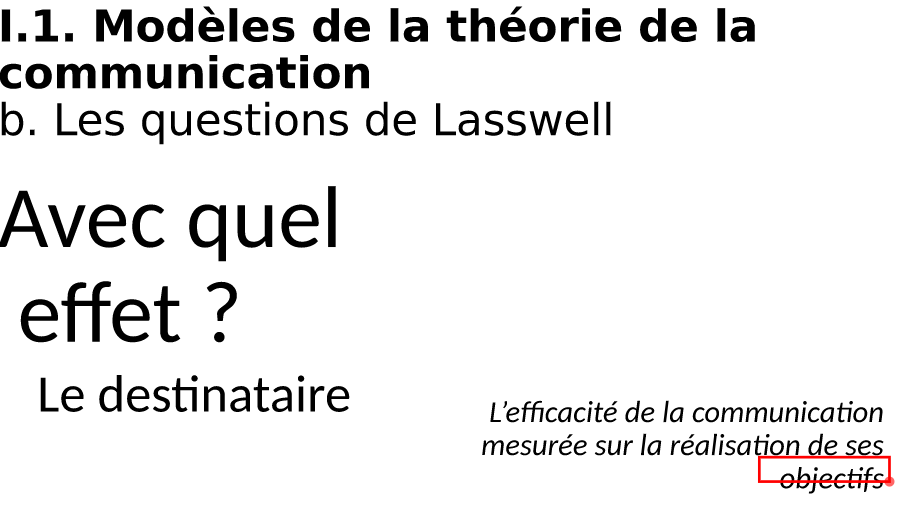 I.1. Modèles de la théorie de la
communication
b. Les questions de Lasswell
Avec quel
effet ?
Le destinataire
L’efficacité de la communication
mesurée sur la réalisation de ses
objectifs